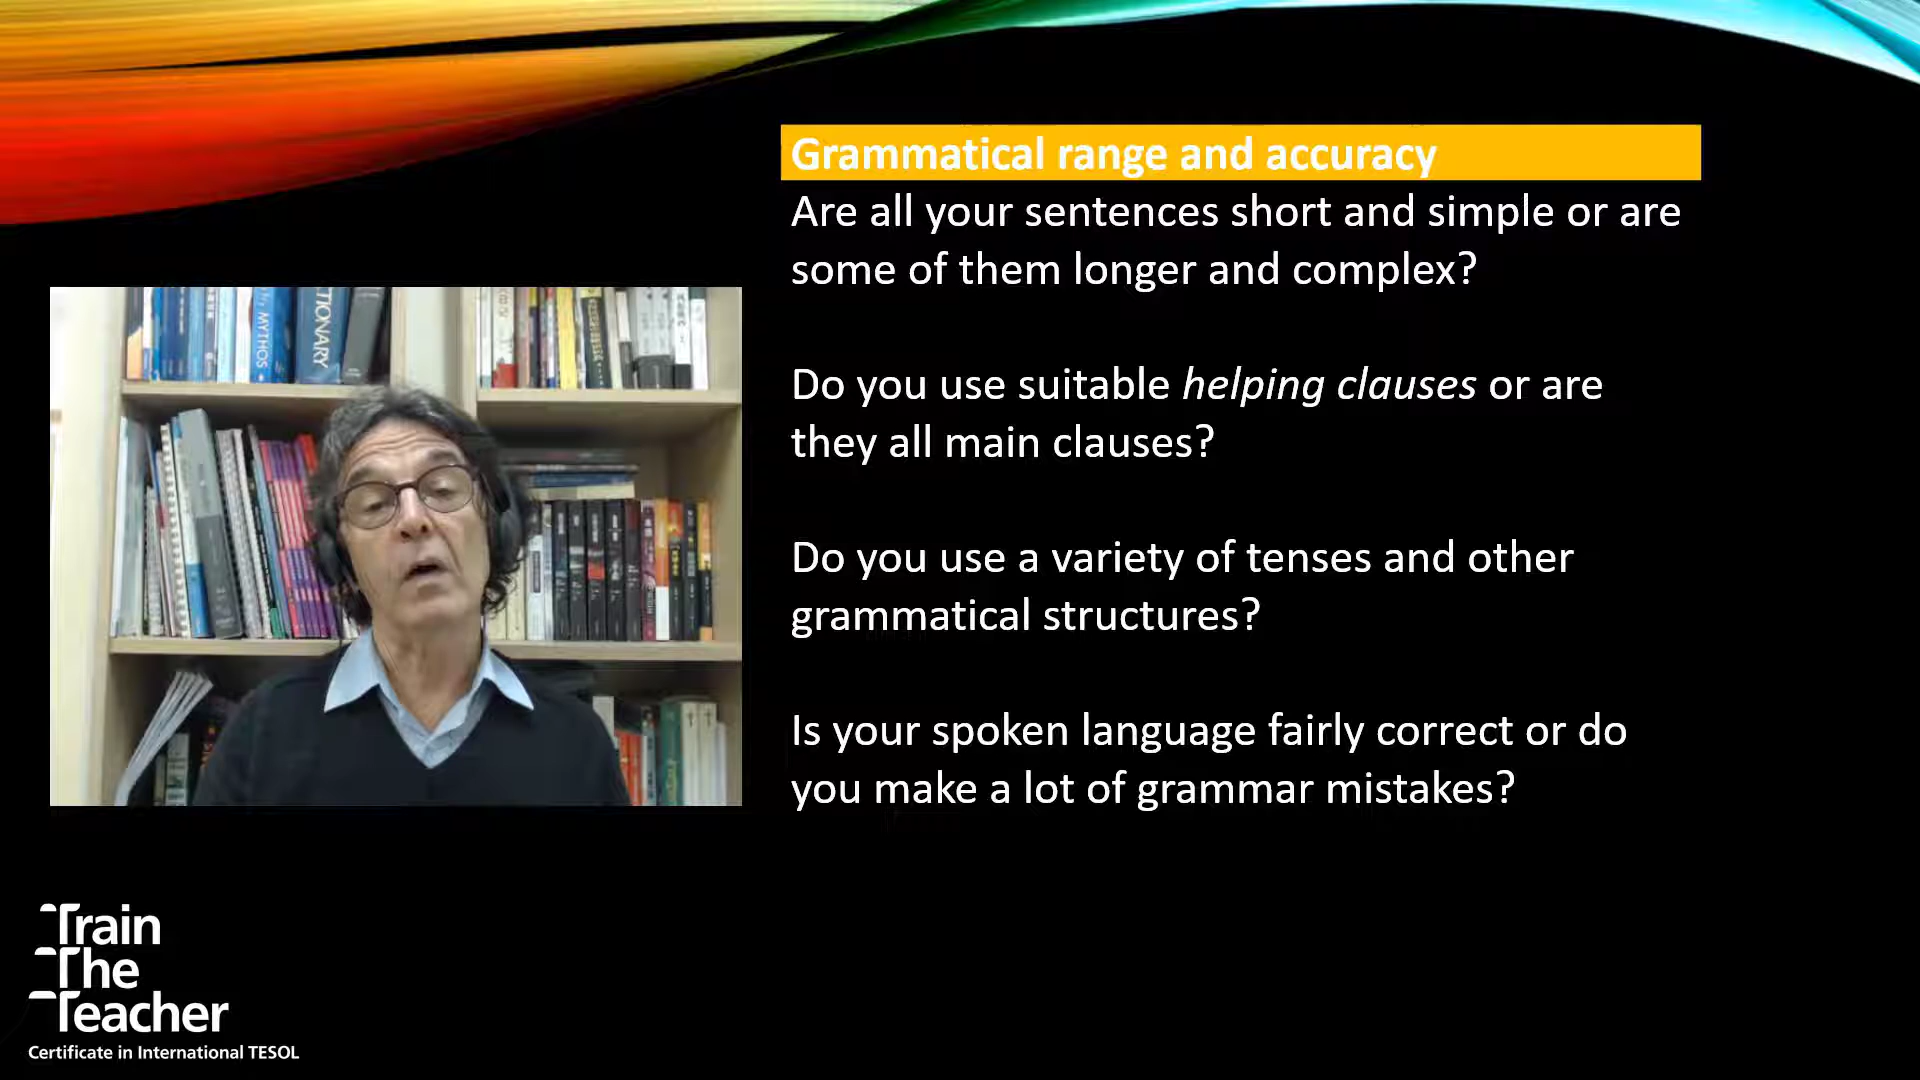 Grammatical range and accuracy
Are all your sentences short and simple or are
some of them longer and complex?
Do you use suitable helping clauses or are
they all main clauses?
Do you use a variety of tenses and other
grammatical structures?
Is your spoken language fairly correct or do
you make a lot of grammar mistakes?
MYTHOS
CTIONARY
Train
The
Teacher
Certificate in International TESOL